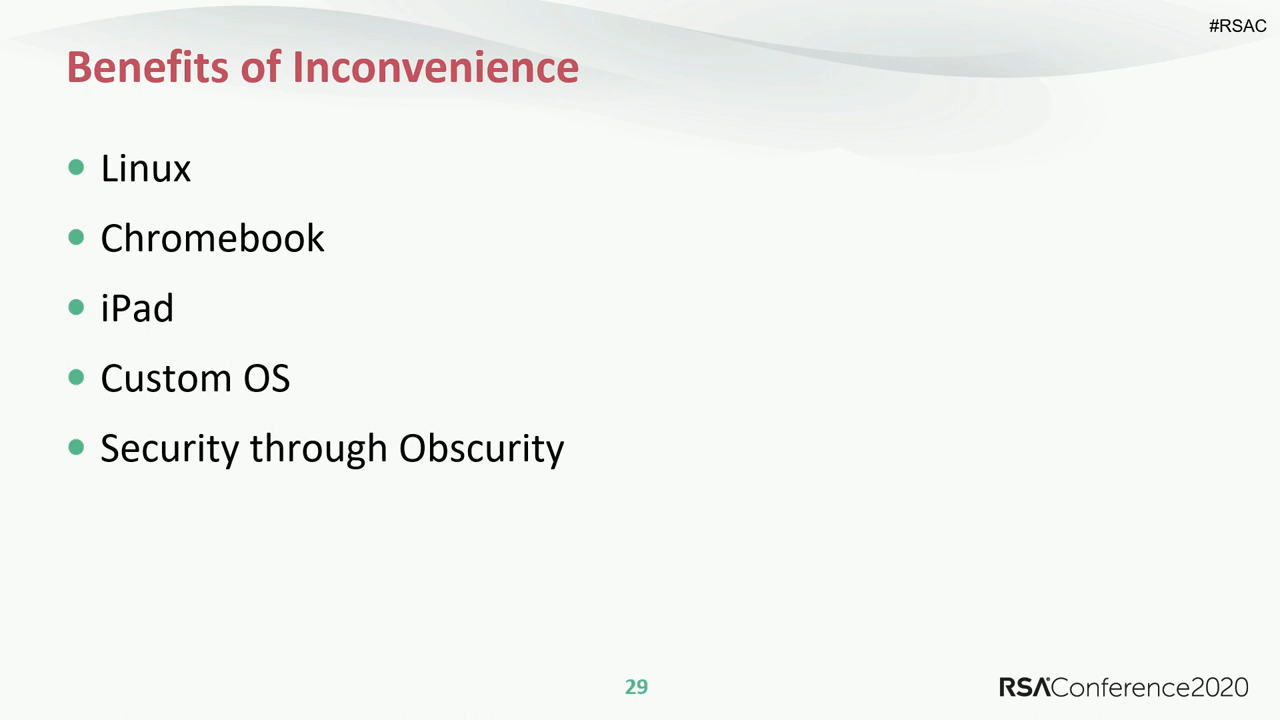 #RSAC
Benefits of Inconvenience
Linux
Chromebook
iPad
Custom OS
Security through Obscurity
29
RSAConference2020